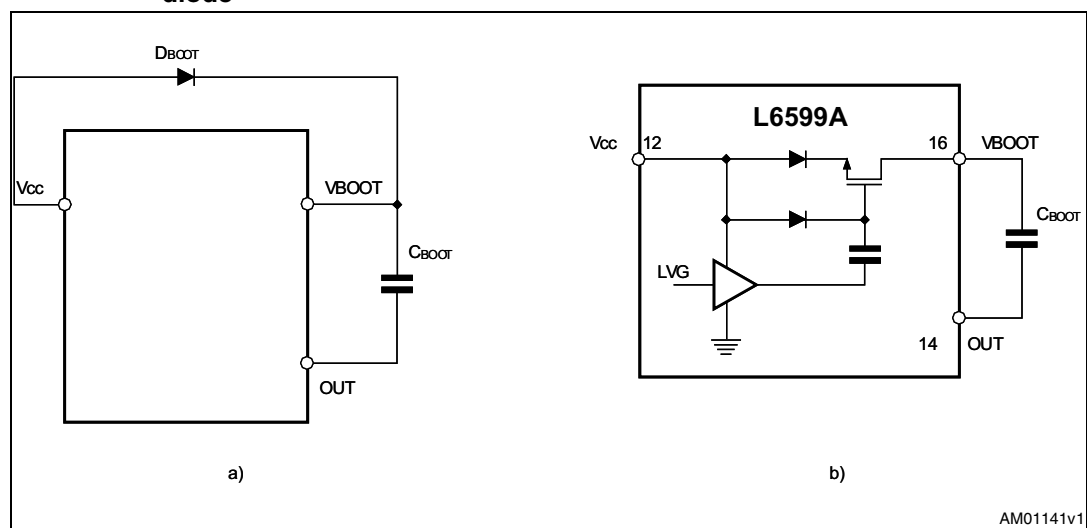 diode
DBOOT
Vcc
VBOOT
CBOOT
OUT
a)
L6599A
Vcc
12
16
VBOOT
CBOOT
LVG
14
OUT
b)
AM01141v1